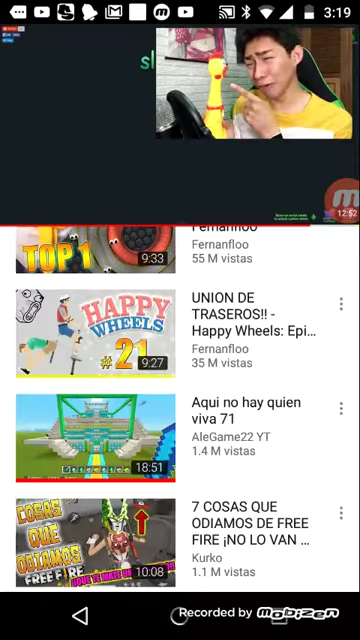 3:19
sl
12:52
Fernanfloo
TOP 1
9:33
Fernanfloo
55 M vistas
HAPPY
WHEELS
#21
9:27
UNION DE
TRASEROS!! -
Happy Wheels: Epi...
Fernanfloo
35 M vistas
18:51
Aqui no hay quien
viva 71
AleGame22 YT
1.4 M vistas
COSAS
QUE
ODIAMOS
FREE FIRE
10:08
7 COSAS QUE
ODIAMOS DE FREE
FIRE ¡NO LO VAN ...
Kurko
1.1 M vistas
Recorded by Mobizen